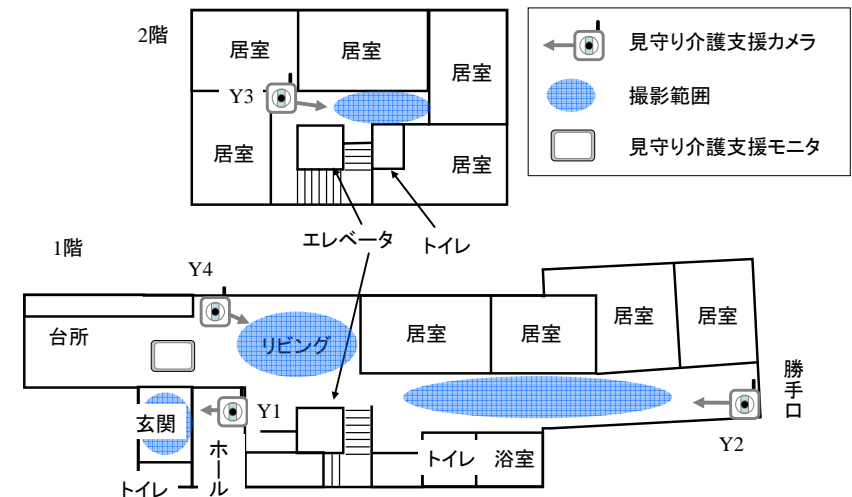 2階
居室
居室
居室
Y3
居室
居室
見守り介護支援カメラ
撮影範囲
見守り介護支援モニタ
エレベータ
トイレ
1階
Y4
台所
リビング
居室
居室
居室
居室
勝手口
玄関
Y1
ホール
トイレ
トイレ
浴室
Y2